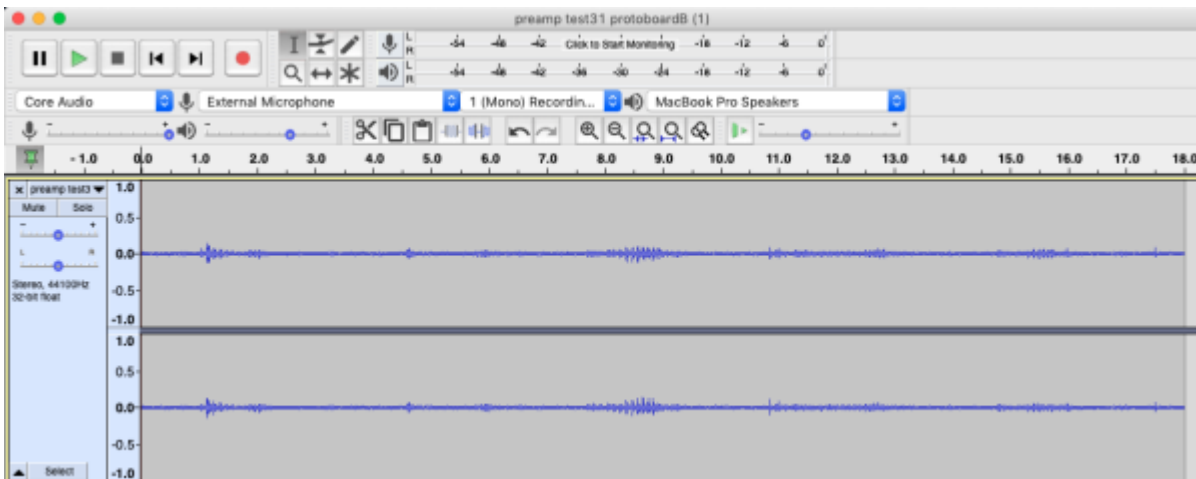 preamp test31 protoboardB (1)
L
R
-54 -48 -42 Click to Start Monitoring -18 -12 -6 0
L
R
-54 -48 -42 -36 -30 -24 -18 -12 -6 0
Core Audio External Microphone 1 (Mono) Recordin... MacBook Pro Speakers
- + - + - +
- 1.0 0.0 1.0 2.0 3.0 4.0 5.0 6.0 7.0 8.0 9.0 10.0 11.0 12.0 13.0 14.0 15.0 16.0 17.0 18.0
x preamp test3 1.0
Mute Solo
- + 0.5
L R 0.0
Stereo, 44100Hz
32-bit float -0.5
-1.0
1.0
0.5
0.0
-0.5
Select -1.0